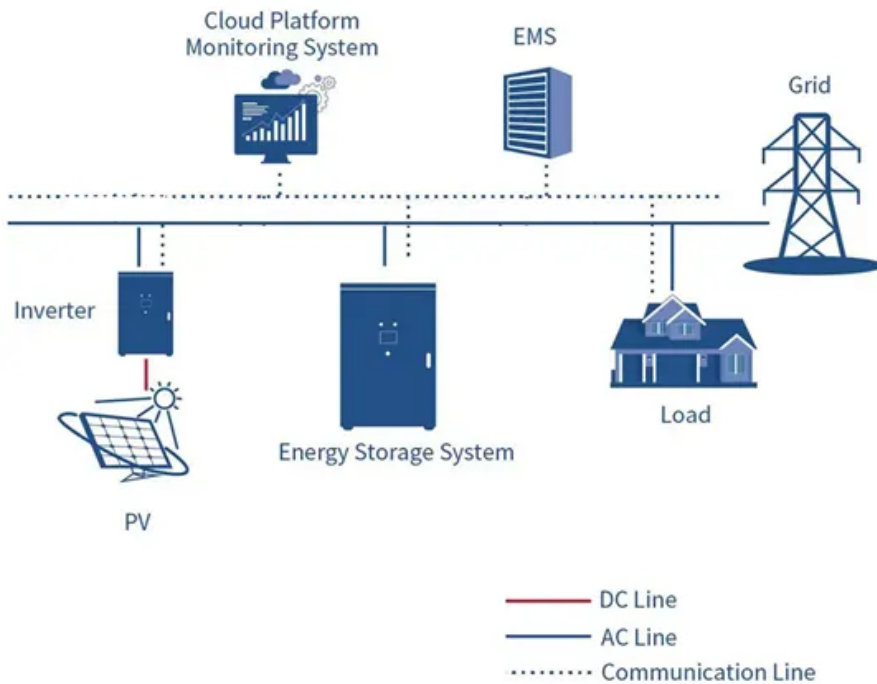 Cloud Platform
Monitoring System
EMS
Grid
Inverter
Load
Energy Storage System
PV
DC Line
AC Line
Communication Line